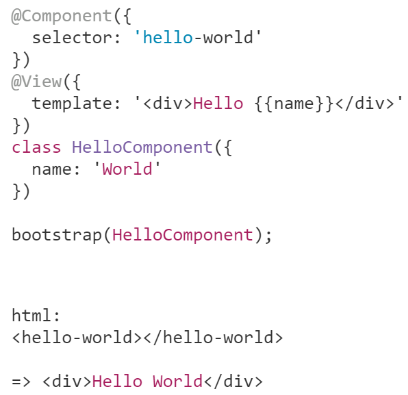 @Component({
  selector: 'hello-world'
})
@View({
  template: '<div>Hello {{name}}</div>'
})
class HelloComponent({
  name: 'World'
})
bootstrap(HelloComponent);
html:
<hello-world></hello-world>
=> <div>Hello World</div>